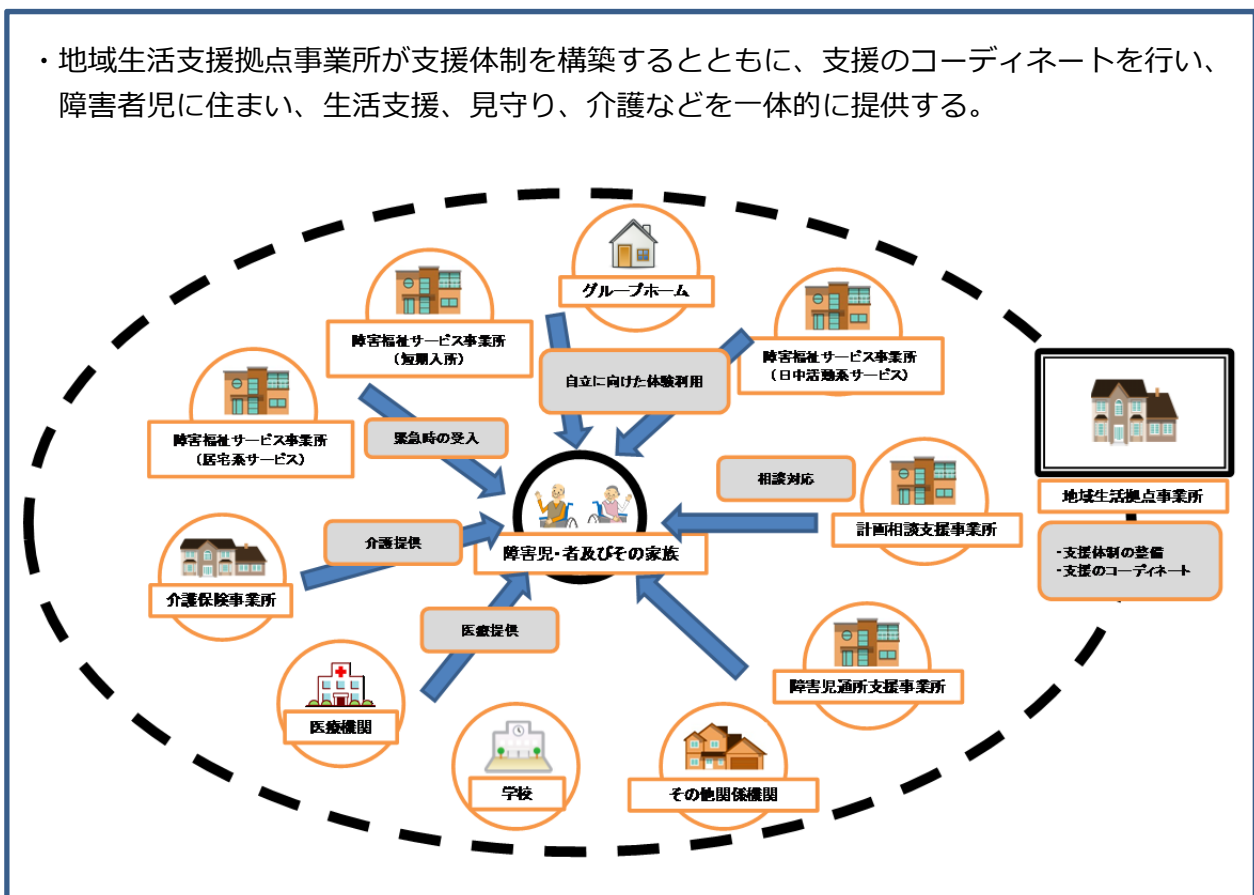 ・地域生活支援拠点事業所が支援体制を構築するとともに、支援のコーディネートを行い、
障害者児に住まい、生活支援、見守り、介護などを一体的に提供する。
グループホーム
障害福祉サービス事業所
（短期入所）
障害福祉サービス事業所
（日中活動系サービス）
自立に向けた体験利用
障害福祉サービス事業所
（居宅系サービス）
緊急時の受入
相談対応
地域生活拠点事業所
計画相談支援事業所
介護提供
障害児・者及びその家族
・支援体制の整備
・支援のコーディネート
介護保険事業所
医療提供
障害児通所支援事業所
医療機関
学校
その他関係機関